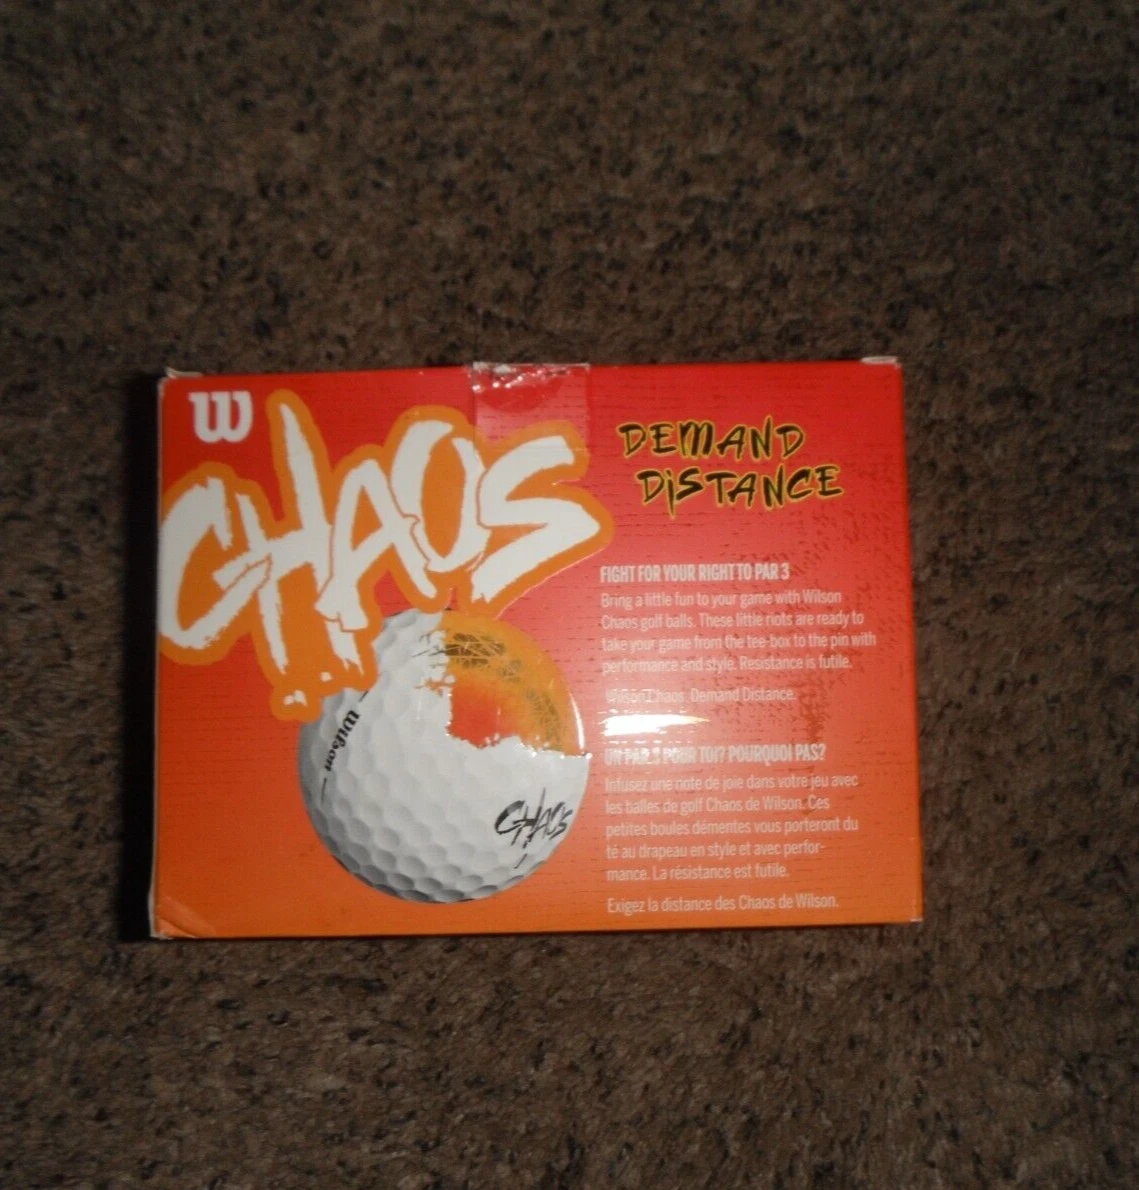 W
CHAOS
DEMAND
DiSTANCE
FIGHT FOR YOUR RIGHT TO PAR 3
Bring a little fun to your game with Wilson
Chaos golf balls. These little riots are ready to
take your game from the tee-box to the pin with
performance and style. Resistance is futile.
Wilson Chaos. Demand Distance.
UN PAR 3 POUR TOI? POURQUOI PAS?
Infusez une note de joie dans votre jeu avec
les balles de golf Chaos de Wilson. Ces
petites boules démentes vous porteront du
té au drapeau en style et avec perfor-
mance. La résistance est futile.
Exigez la distance des Chaos de Wilson.
Wilson
CHAOS